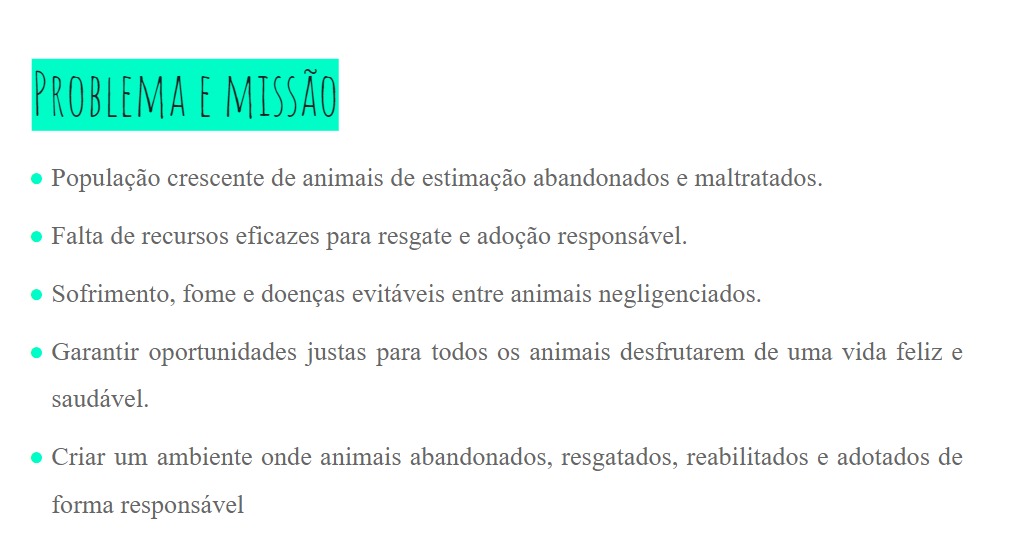 Problema e missão
População crescente de animais de estimação abandonados e maltratados.
Falta de recursos eficazes para resgate e adoção responsável.
Sofrimento, fome e doenças evitáveis entre animais negligenciados.
Garantir oportunidades justas para todos os animais desfrutarem de uma vida feliz e
saudável.
Criar um ambiente onde animais abandonados, resgatados, reabilitados e adotados de
forma responsável